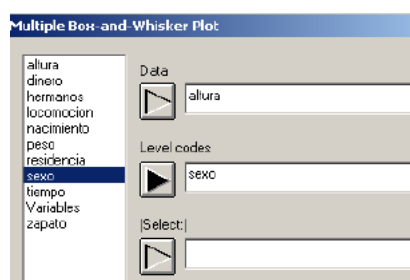 Multiple Box-and-Whisker Plot
altura
dinero
hermanos
locomocion
nacimiento
peso
residencia
sexo
tiempo
Variables
zapato
Data
altura
Level codes
sexo
|Select:|